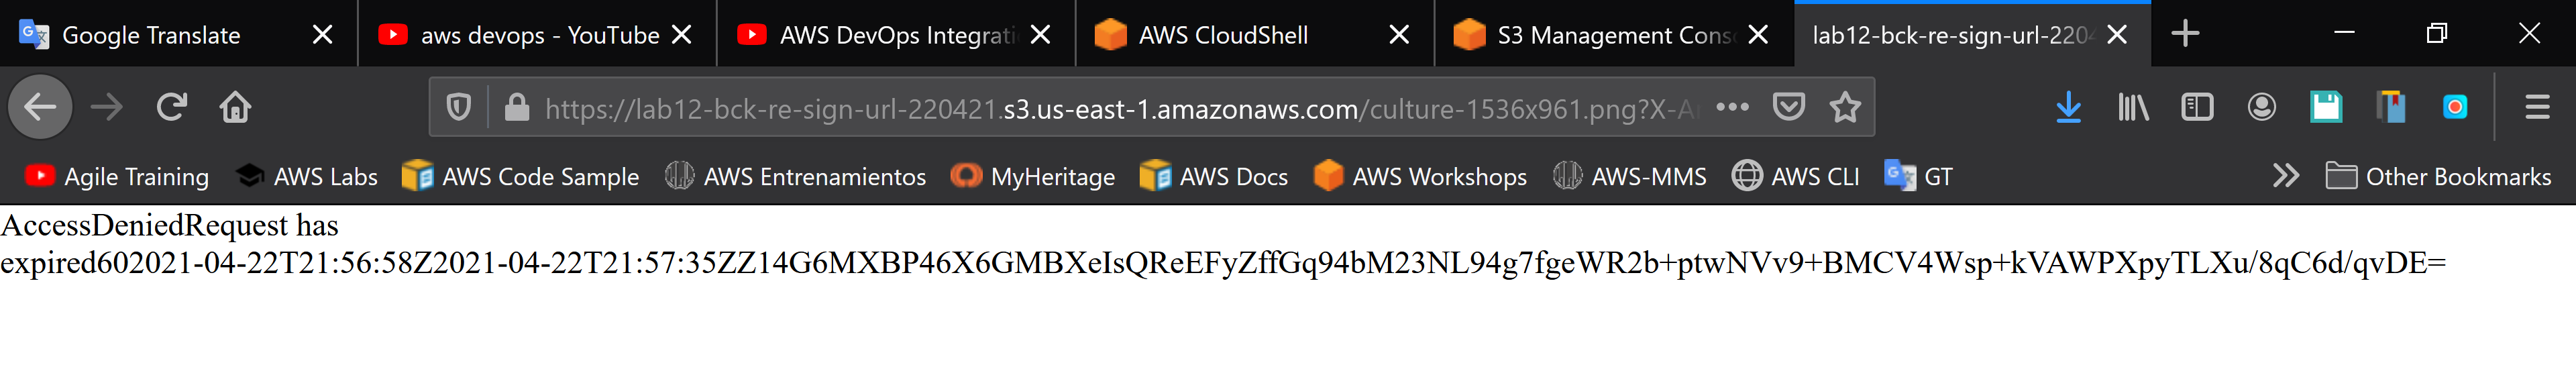 Google Translate
aws devops - YouTube
AWS DevOps Integrati
AWS CloudShell
S3 Management Conso
lab12-bck-re-sign-url-2204
https://lab12-bck-re-sign-url-220421.s3.us-east-1.amazonaws.com/culture-1536x961.png?X-A
Agile Training
AWS Labs
AWS Code Sample
AWS Entrenamientos
MyHeritage
AWS Docs
AWS Workshops
AWS-MMS
AWS CLI
GT
Other Bookmarks
AccessDeniedRequest has
expired602021-04-22T21:56:58Z2021-04-22T21:57:35ZZ14G6MXBP46X6GMBXeIsQReEFyZffGq94bM23NL94g7fgeWR2b+ptwNVv9+BMCV4Wsp+kVAWPXpyTLXu/8qC6d/qvDE=